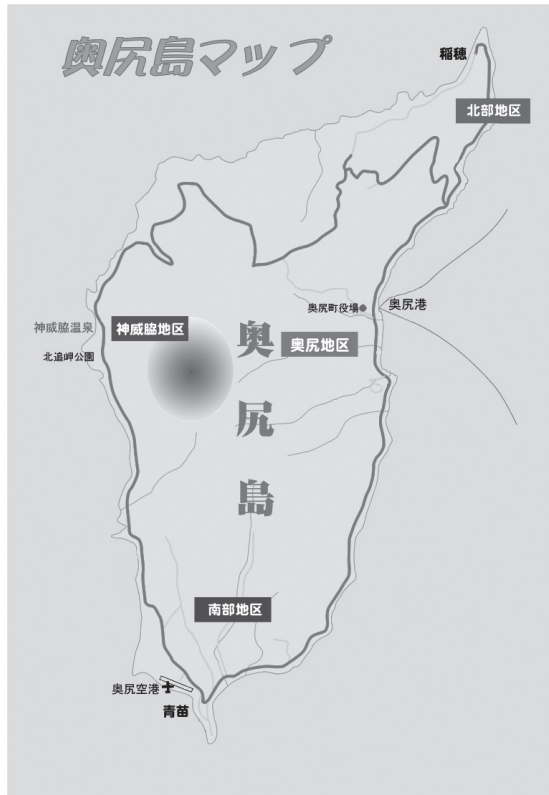 奥尻島マップ
稲穂
北部地区
奥尻町役場
奥尻港
神威脇温泉
神威脇地区
奥尻地区
北追岬公園
奥尻島
南部地区
奥尻空港
青苗